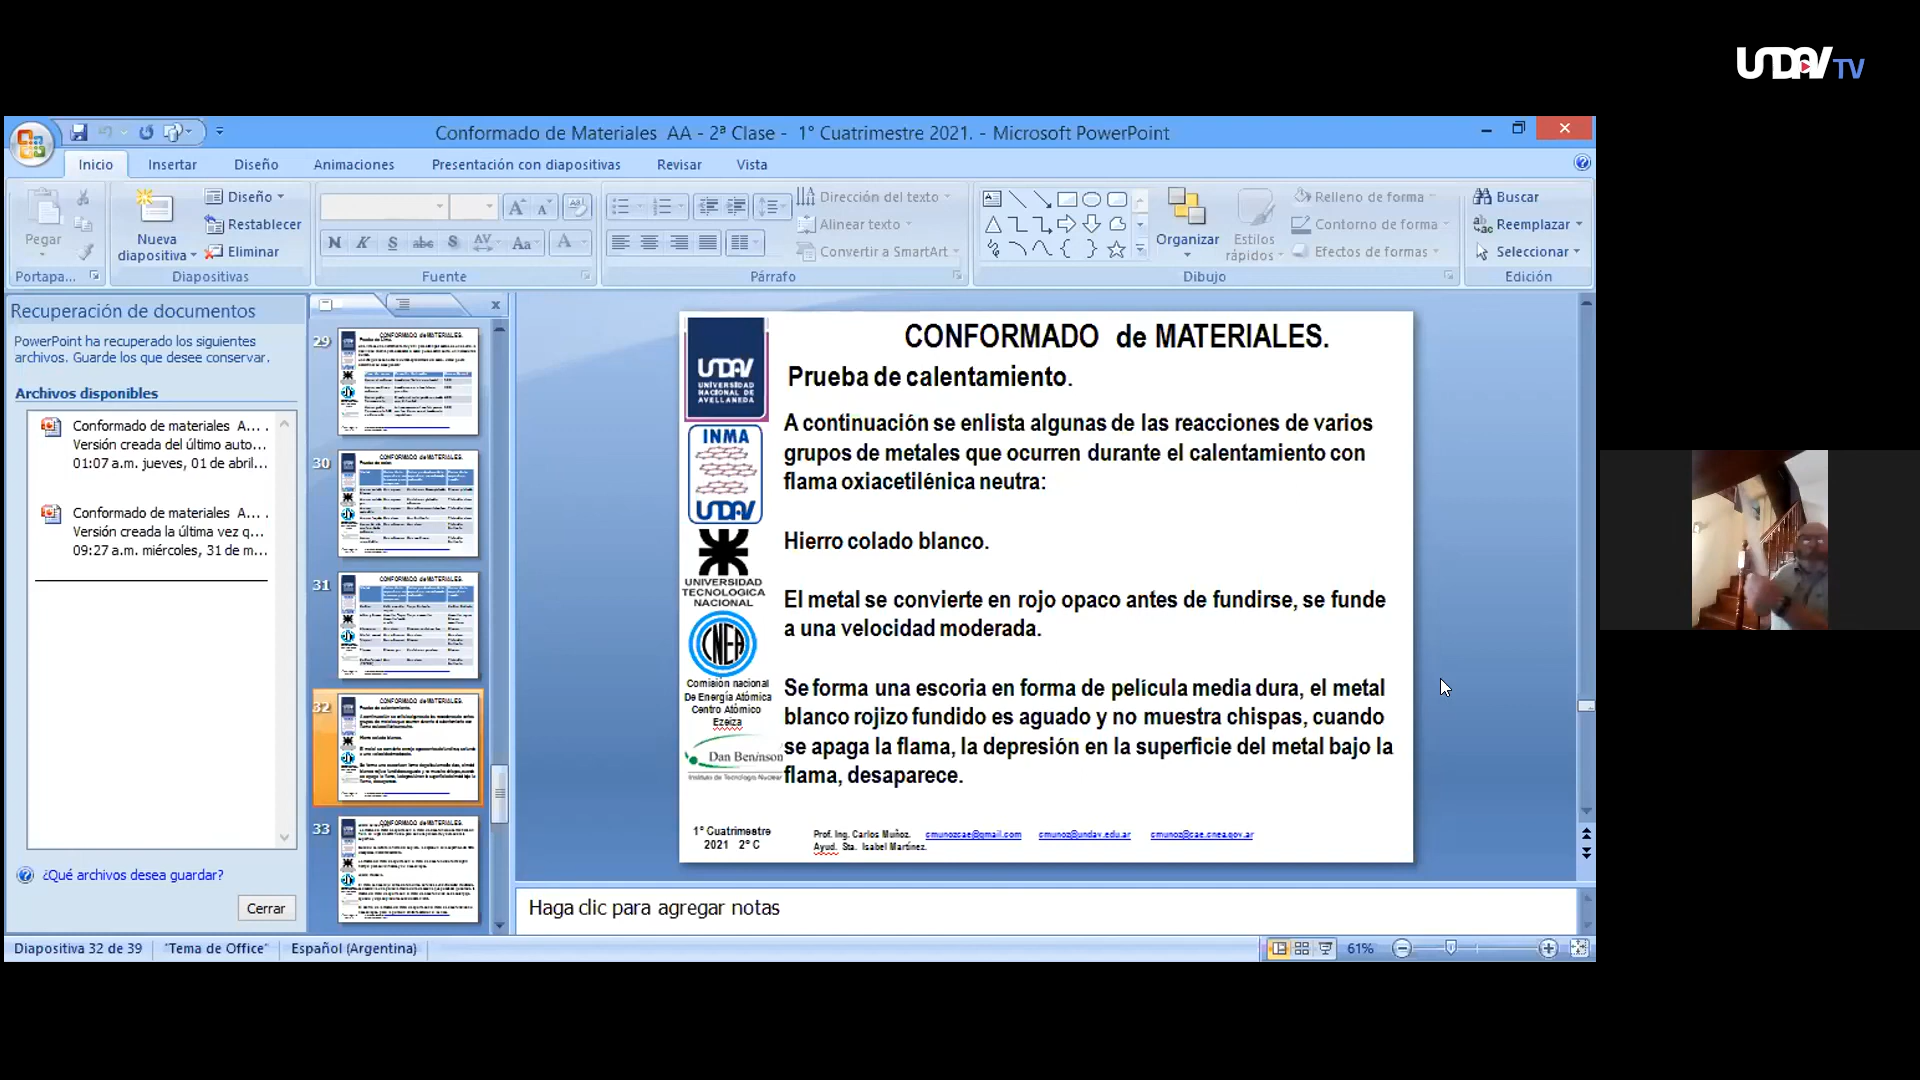 UNDAV TV
Conformado de Materiales AA - 2ª Clase - 1° Cuatrimestre 2021. - Microsoft PowerPoint
Inicio Insertar Diseño Animaciones Presentación con diapositivas Revisar Vista
Pegar
Portapa...
Nueva diapositiva
Diseño
Restablecer
Eliminar
Diapositivas
Fuente
Dirección del texto
Alinear texto
Convertir a SmartArt
Párrafo
Organizar
Estilos rápidos
Relleno de forma
Contorno de forma
Efectos de formas
Dibujo
Buscar
Reemplazar
Seleccionar
Edición
Recuperación de documentos
PowerPoint ha recuperado los siguientes
archivos. Guarde los que desee conservar.
Archivos disponibles
Conformado de materiales A... .
Versión creada del último auto...
01:07 a.m. jueves, 01 de abril...
Conformado de materiales A... .
Versión creada la última vez q...
09:27 a.m. miércoles, 31 de m...
¿Qué archivos desea guardar?
Cerrar
29
30
31
32
33
CONFORMADO de MATERIALES.
Prueba de calentamiento.
A continuación se enlista algunas de las reacciones de varios
grupos de metales que ocurren durante el calentamiento con
flama oxiacetilénica neutra:
Hierro colado blanco.
El metal se convierte en rojo opaco antes de fundirse, se funde
a una velocidad moderada.
Se forma una escoria en forma de película media dura, el metal
blanco rojizo fundido es aguado y no muestra chispas, cuando
se apaga la flama, la depresión en la superficie del metal bajo la
flama, desaparece.
UNDAV
UNIVERSIDAD
NACIONAL DE
AVELLANEDA
INMA
UNDAV
UNIVERSIDAD
TECNOLOGICA
NACIONAL
CNEA
Comisión nacional
De Energía Atómica
Centro Atómico
Ezeiza
Dan Beninson
Instituto de Tecnología Nuclear
1° Cuatrimestre
2021 2° C
Prof. Ing. Carlos Muñoz. cmunozcae@gmail.com cmunoz@undav.edu.ar cmunoz@cae.cnea.gov.ar
Ayud. Sta. Isabel Martínez.
Haga clic para agregar notas
Diapositiva 32 de 39 "Tema de Office" Español (Argentina) 61%